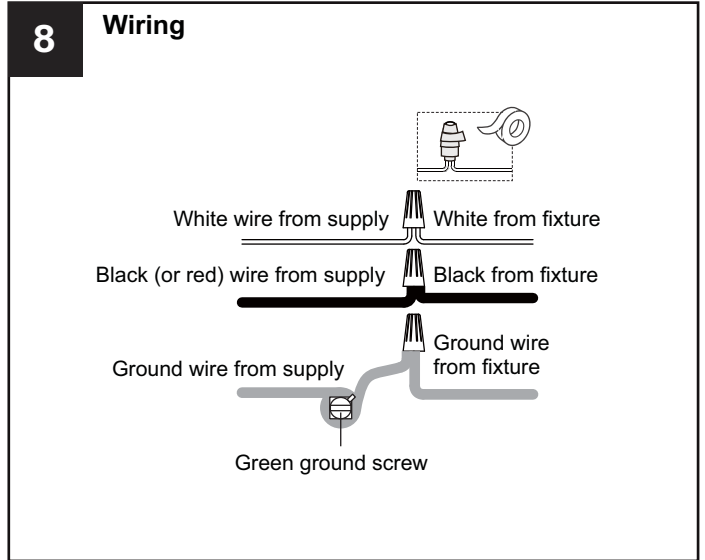 8
Wiring
White wire from supply
White from fixture
Black (or red) wire from supply
Black from fixture
Ground wire from supply
Ground wire
from fixture
Green ground screw